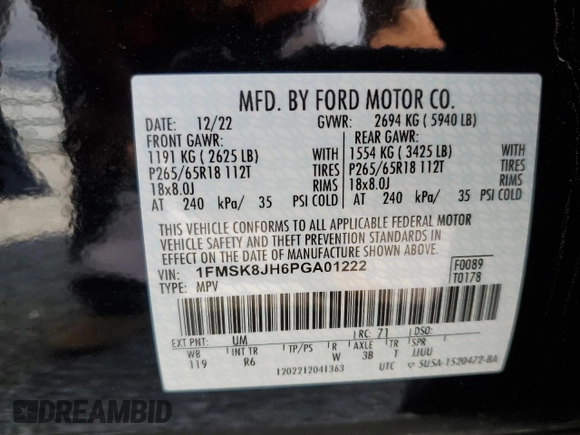 MFD. BY FORD MOTOR CO.
DATE: 12/22 GVWR: 2694 KG ( 5940 LB)
FRONT GAWR: REAR GAWR:
1191 KG ( 2625 LB) WITH 1554 KG ( 3425 LB) WITH
P265/65R18 112T TIRES P265/65R18 112T TIRES
18x8.0J RIMS 18x8.0J RIMS
AT 240 kPa/ 35 PSI COLD AT 240 kPa/ 35 PSI COLD
THIS VEHICLE CONFORMS TO ALL APPLICABLE FEDERAL MOTOR
VEHICLE SAFETY AND THEFT PREVENTION STANDARDS IN
EFFECT ON THE DATE OF MANUFACTURE SHOWN ABOVE.
VIN: 1FMSK8JH6PGA01222 F0089
TYPE: MPV T0178
EXT PNT: UM RC: 71 DSO:
WB INT TR TP/PS R AXLE TR SPR
119 R6 W 3B T JJUU
1202212041363 UTC SUSA-1520472-BA
DREAMBID